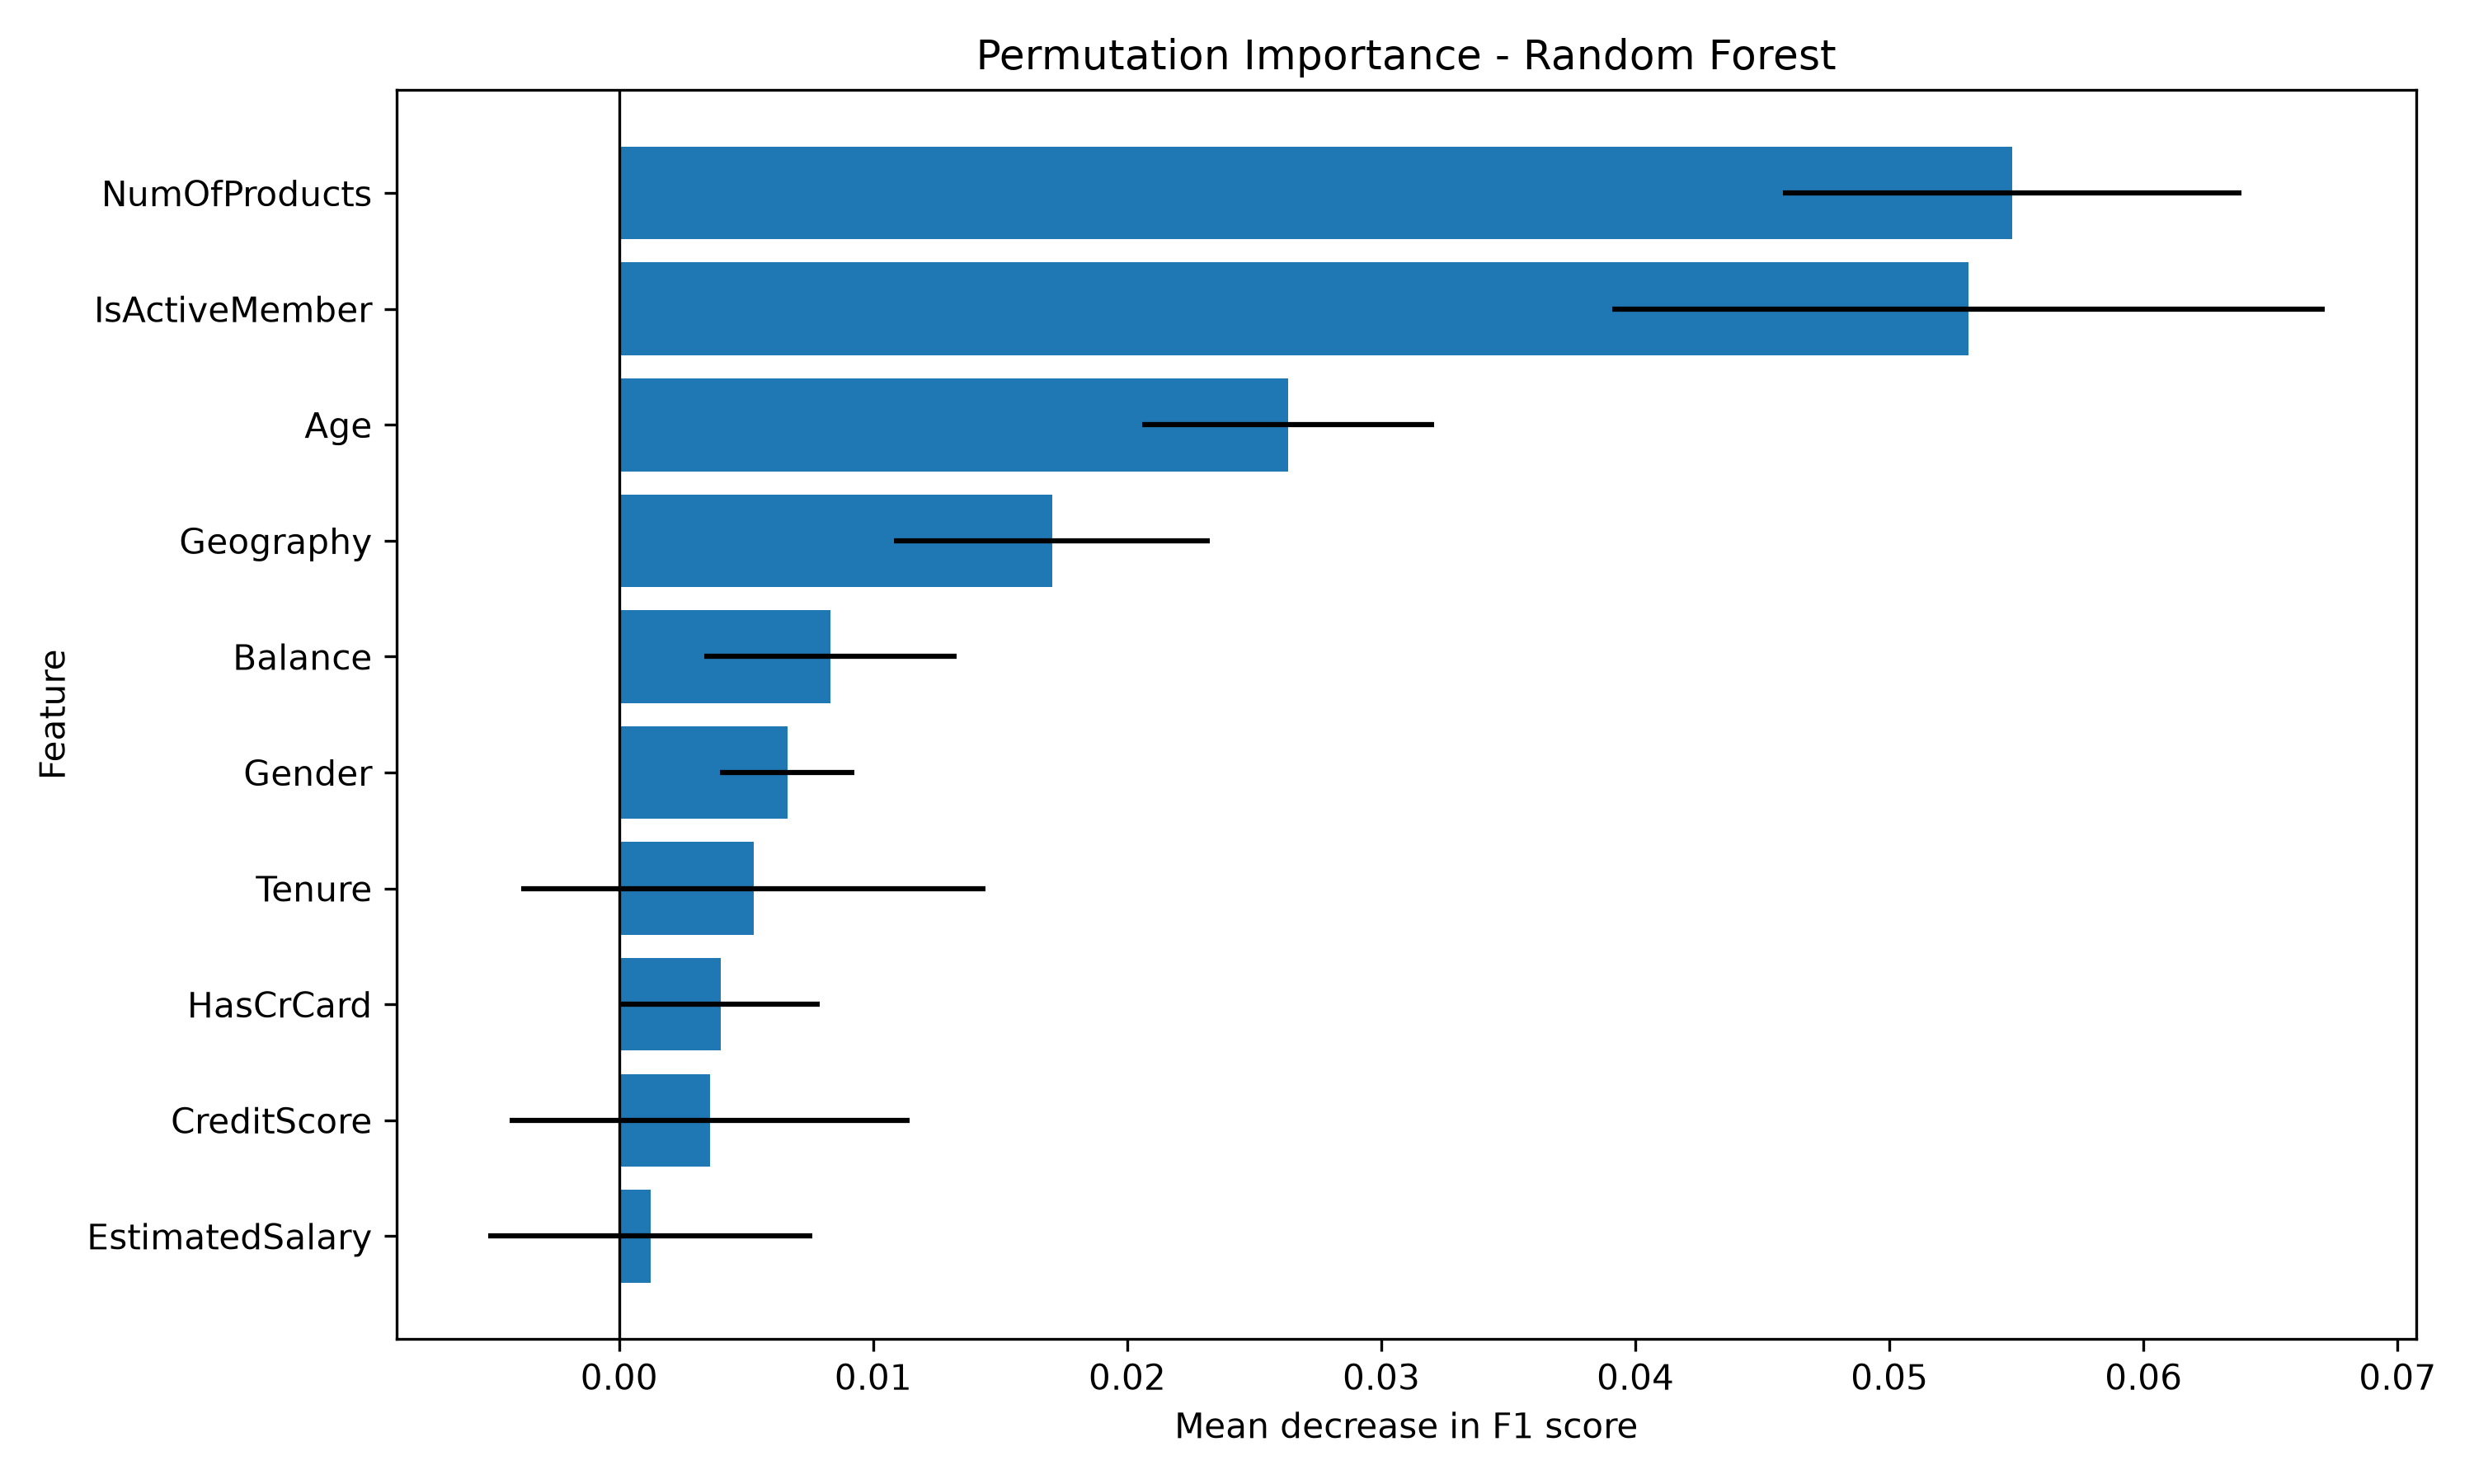 Permutation Importance - Random Forest
Feature
NumOfProducts
IsActiveMember
Age
Geography
Balance
Gender
Tenure
HasCrCard
CreditScore
EstimatedSalary
0.00 0.01 0.02 0.03 0.04 0.05 0.06 0.07
Mean decrease in F1 score